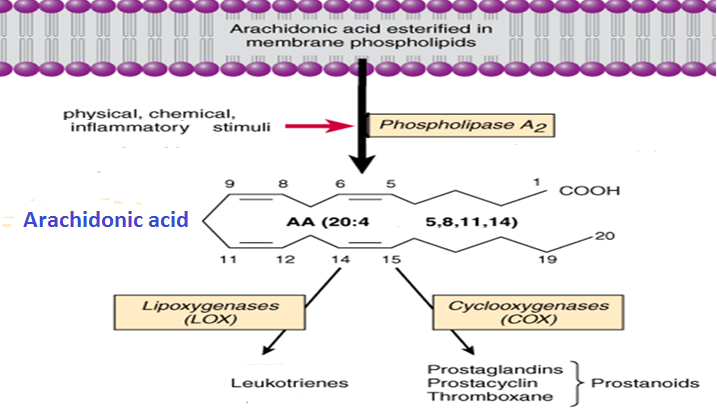 Arachidonic acid esterified in
membrane phospholipids
physical, chemical,
inflammatory stimuli
Phospholipase A2
9 8 6 5 1 COOH
Arachidonic acid
AA (20:4 5,8,11,14)
20
11 12 14 15 19
Lipoxygenases
(LOX)
Cyclooxygenases
(COX)
Leukotrienes
Prostaglandins
Prostacyclin
Thromboxane
Prostanoids